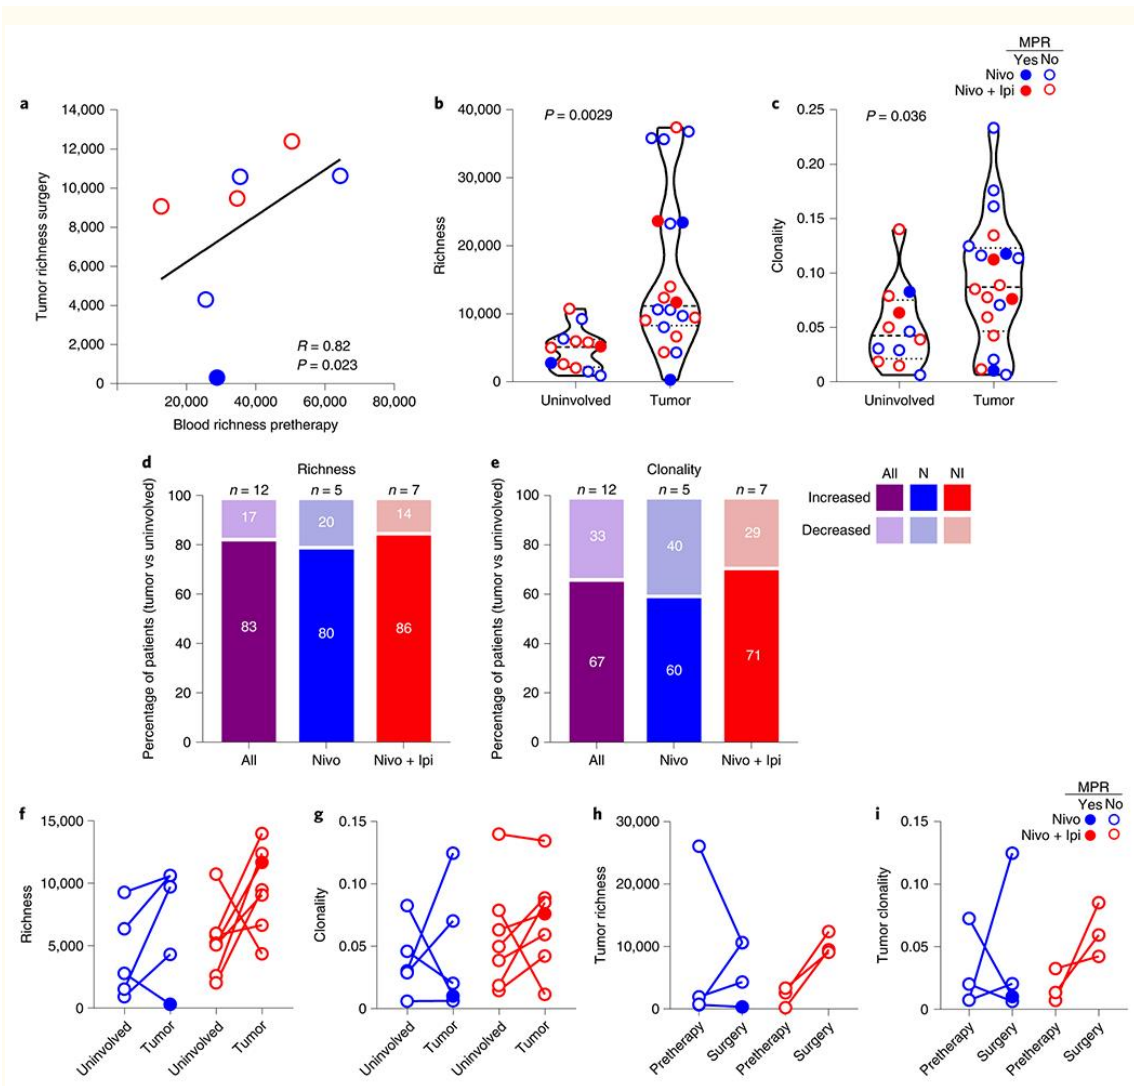 MPR
Yes No
Nivo
Nivo + Ipi
a
14,000
12,000
10,000
8,000
6,000
4,000
2,000
0
20,000 40,000 60,000 80,000
Tumor richness surgery
Blood richness pretherapy
R = 0.82
P = 0.023
b
40,000
30,000
20,000
10,000
0
Richness
P = 0.0029
Uninvolved Tumor
c
0.25
0.20
0.15
0.10
0.05
0
Clonality
P = 0.036
Uninvolved Tumor
d
Richness
n = 12 n = 5 n = 7
100
80
60
40
20
0
Percentage of patients (tumor vs uninvolved)
17 20 14
83 80 86
All Nivo Nivo + Ipi
e
Clonality
n = 12 n = 5 n = 7
100
80
60
40
20
0
Percentage of patients (tumor vs uninvolved)
33 40 29
67 60 71
All Nivo Nivo + Ipi
All N NI
Increased
Decreased
f
15,000
10,000
5,000
0
Richness
Uninvolved Tumor Uninvolved Tumor
g
0.15
0.10
0.05
0
Clonality
Uninvolved Tumor Uninvolved Tumor
h
30,000
20,000
10,000
0
Tumor richness
Pretherapy Surgery Pretherapy Surgery
MPR
Yes No
Nivo
Nivo + Ipi
i
0.15
0.10
0.05
0
Tumor clonality
Pretherapy Surgery Pretherapy Surgery